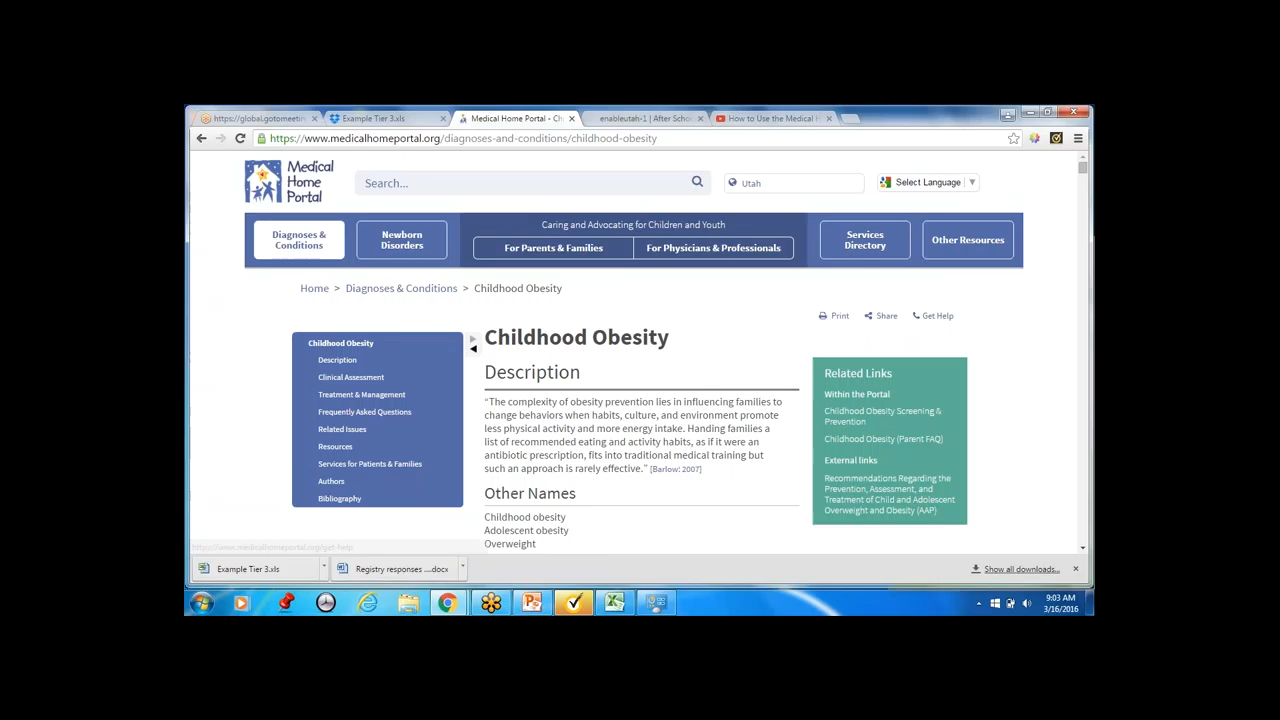 https://global.gotomeetin
Example Tier 3.xls
Medical Home Portal - Ch
enableutah-1 | After Scho
How to Use the Medical H
https://www.medicalhomeportal.org/diagnoses-and-conditions/childhood-obesity
Medical
Home
Portal
Search...
Utah
Select Language
Diagnoses &
Conditions
Newborn
Disorders
Caring and Advocating for Children and Youth
For Parents & Families
For Physicians & Professionals
Services
Directory
Other Resources
Home > Diagnoses & Conditions > Childhood Obesity
Print
Share
Get Help
Childhood Obesity
Description
Clinical Assessment
Treatment & Management
Frequently Asked Questions
Related Issues
Resources
Services for Patients & Families
Authors
Bibliography
Childhood Obesity
Description
“The complexity of obesity prevention lies in influencing families to
change behaviors when habits, culture, and environment promote
less physical activity and more energy intake. Handing families a
list of recommended eating and activity habits, as if it were an
antibiotic prescription, fits into traditional medical training but
such an approach is rarely effective.” [Barlow: 2007]
Other Names
Childhood obesity
Adolescent obesity
Overweight
Related Links
Within the Portal
Childhood Obesity Screening &
Prevention
Childhood Obesity (Parent FAQ)
External links
Recommendations Regarding the
Prevention, Assessment, and
Treatment of Child and Adolescent
Overweight and Obesity (AAP)
https://www.medicalhomeportal.org/get-help
Example Tier 3.xls
Registry responses ....docx
Show all downloads...
9:03 AM
3/16/2016